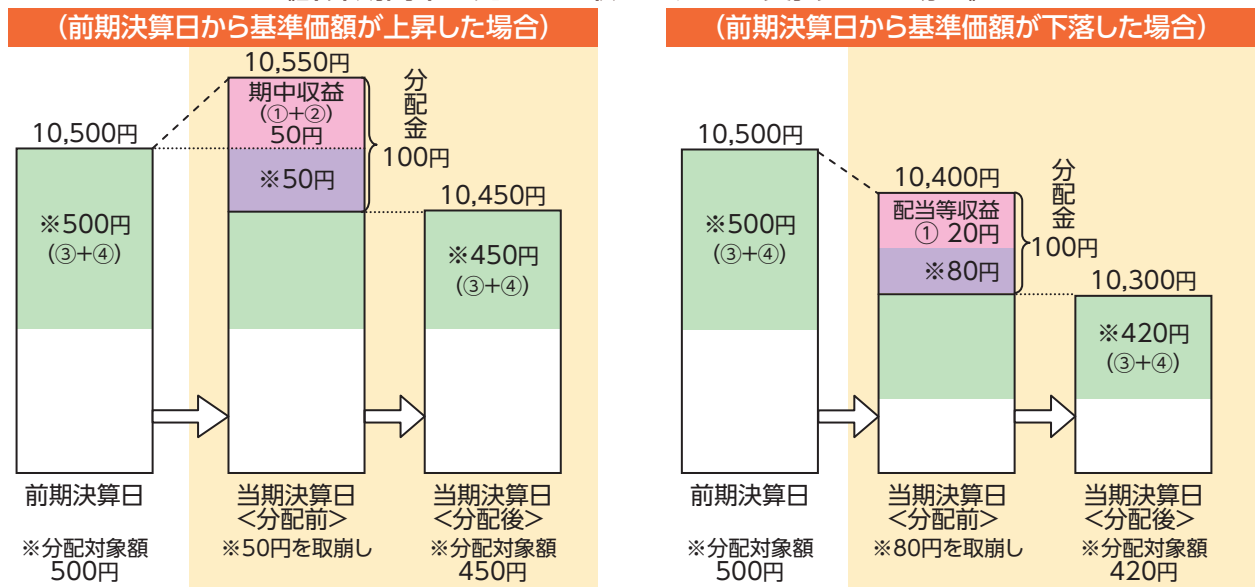 （前期決算日から基準価額が上昇した場合）
10,550円
期中収益
（①+②）
50円
※50円
分配金
100円
10,500円
※500円
（③+④）
10,450円
※450円
（③+④）
前期決算日
※分配対象額
500円
当期決算日
＜分配前＞
※50円を取崩し
当期決算日
＜分配後＞
※分配対象額
450円
（前期決算日から基準価額が下落した場合）
10,500円
※500円
（③+④）
10,400円
配当等収益
① 20円
※80円
分配金
100円
10,300円
※420円
（③+④）
前期決算日
※分配対象額
500円
当期決算日
＜分配前＞
※80円を取崩し
当期決算日
＜分配後＞
※分配対象額
420円